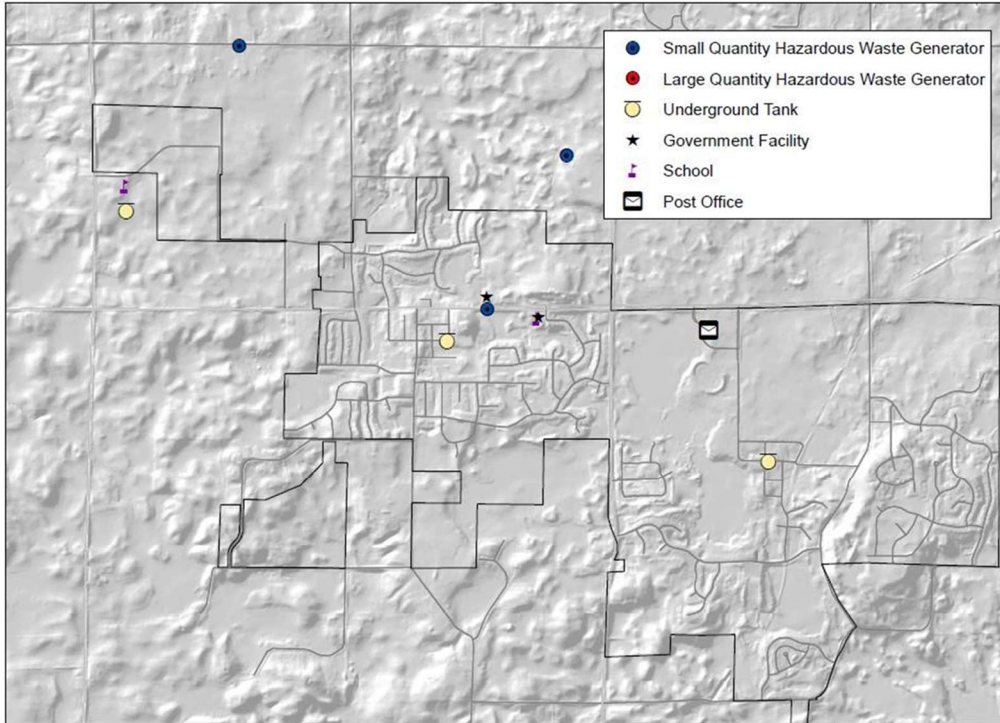 Small Quantity Hazardous Waste Generator
Large Quantity Hazardous Waste Generator
Underground Tank
Government Facility
School
Post Office